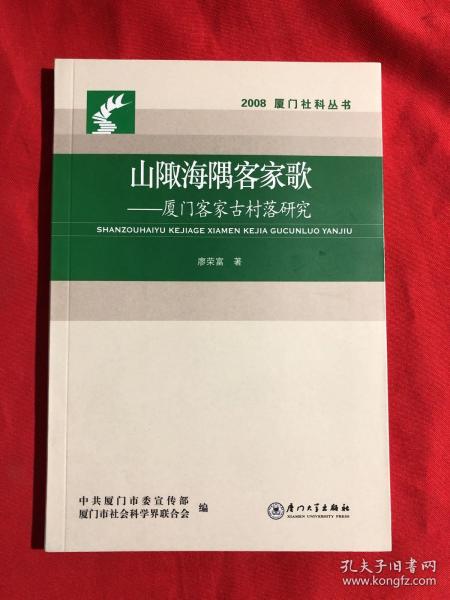 2008 厦门社科丛书
山陬海隅客家歌
——厦门客家古村落研究
SHANZOUHAIYU KEJIAGE XIAMEN KEJIA GUCUNLUO YANJIU
廖荣富 著
中共厦门市委宣传部
厦门市社会科学界联合会 编
厦门大学出版社
XIAMEN UNIVERSITY PRESS
孔夫子旧书网
www.kongfz.com